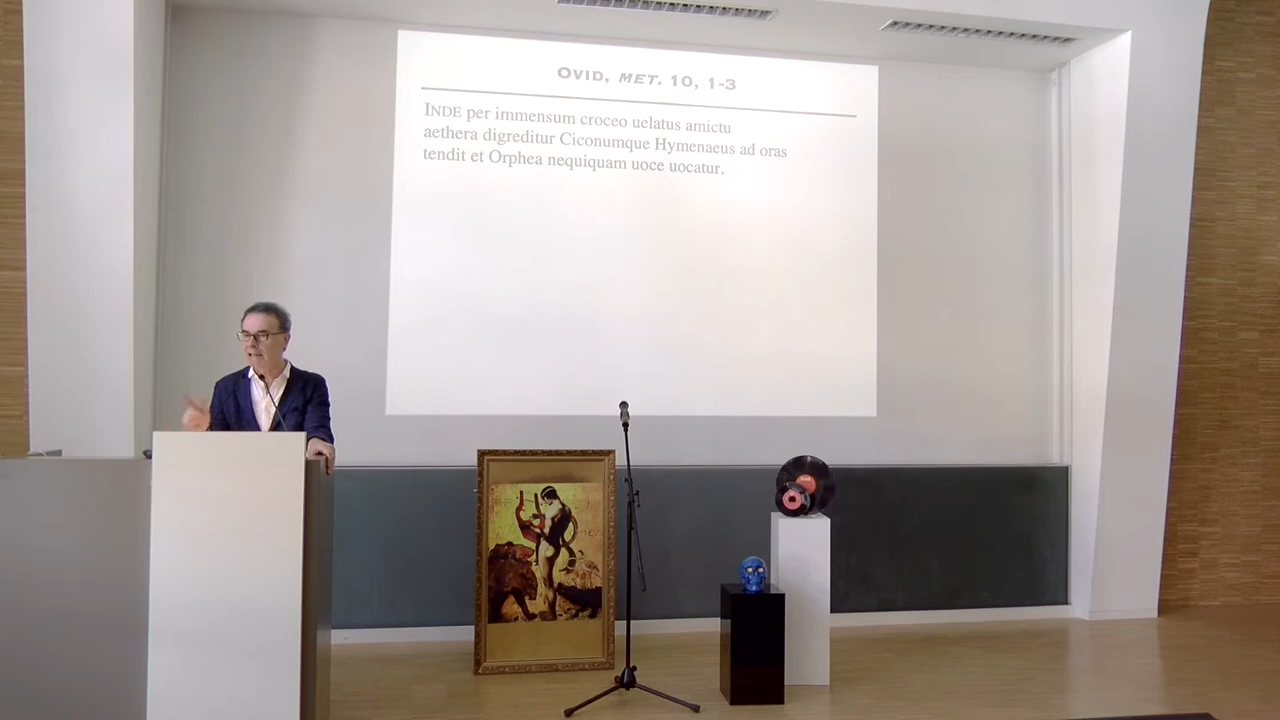 OVID, MET. 10, 1-3
INDE per immensum croceo uelatus amictu
aethera digreditur Ciconumque Hymenaeus ad oras
tendit et Orphea nequiquam uoce uocatur.